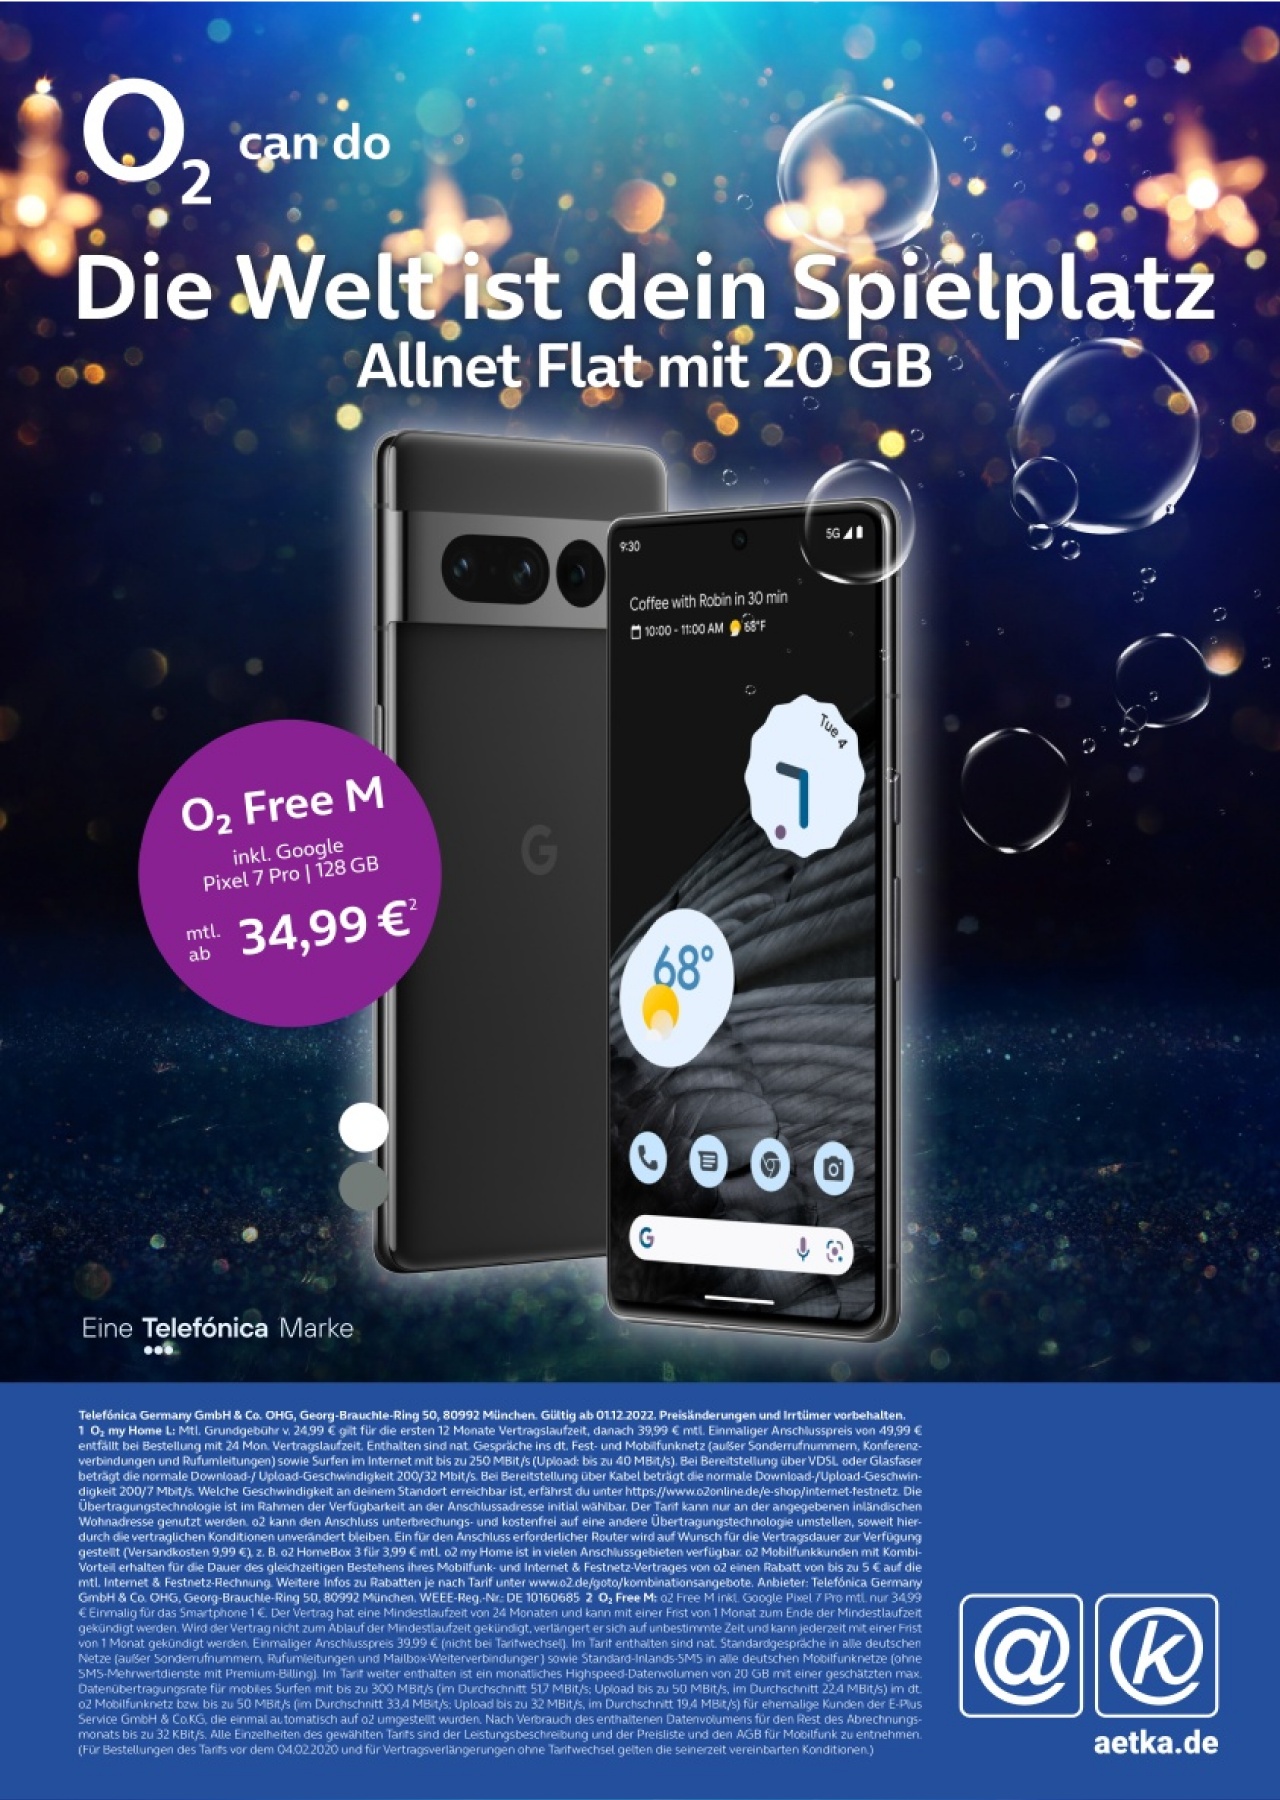 O₂ can do
Die Welt ist dein Spielplatz
Allnet Flat mit 20 GB
9:30
5G
Coffee with Robin in 30 min
10:00 - 11:00 AM 68°F
Tue 4
68°
G
G
O₂ Free M
inkl. Google
Pixel 7 Pro | 128 GB
mtl. ab 34,99 €²
Eine Telefónica Marke
Telefónica Germany GmbH & Co. OHG, Georg-Brauchle-Ring 50, 80992 München. Gültig ab 01.12.2022. Preisänderungen und Irrtümer vorbehalten.
1 O₂ my Home L: Mtl. Grundgebühr v. 24,99 € gilt für die ersten 12 Monate Vertragslaufzeit, danach 39,99 € mtl. Einmaliger Anschlusspreis von 49,99 €
entfällt bei Bestellung mit 24 Mon. Vertragslaufzeit. Enthalten sind nat. Gespräche ins dt. Fest- und Mobilfunknetz (außer Sonderrufnummern, Konferenz-
verbindungen und Rufumleitungen) sowie Surfen im Internet mit bis zu 250 MBit/s (Upload: bis zu 40 MBit/s). Bei Bereitstellung über VDSL oder Glasfaser
beträgt die normale Download-/ Upload-Geschwindigkeit 200/32 Mbit/s. Bei Bereitstellung über Kabel beträgt die normale Download-/Upload-Geschwin-
digkeit 200/7 Mbit/s. Welche Geschwindigkeit an deinem Standort erreichbar ist, erfährst du unter https://www.o2online.de/e-shop/internet-festnetz. Die
Übertragungstechnologie ist im Rahmen der Verfügbarkeit an der Anschlussadresse initial wählbar. Der Tarif kann nur an der angegebenen inländischen
Wohnadresse genutzt werden. o2 kann den Anschluss unterbrechungs- und kostenfrei auf eine andere Übertragungstechnologie umstellen, soweit hier-
durch die vertraglichen Konditionen unverändert bleiben. Ein für den Anschluss erforderlicher Router wird auf Wunsch für die Vertragsdauer zur Verfügung
gestellt (Versandkosten 9,99 €), z. B. o2 HomeBox 3 für 3,99 € mtl. o2 my Home ist in vielen Anschlussgebieten verfügbar. o2 Mobilfunkkunden mit Kombi-
Vorteil erhalten für die Dauer des gleichzeitigen Bestehens ihres Mobilfunk- und Internet & Festnetz-Vertrages von o2 einen Rabatt von bis zu 5 € auf die
mtl. Internet & Festnetz-Rechnung. Weitere Infos zu Rabatten je nach Tarif unter www.o2.de/goto/kombinationsangebote. Anbieter: Telefónica Germany
GmbH & Co. OHG, Georg-Brauchle-Ring 50, 80992 München. WEEE-Reg.-Nr.: DE 10160685 2 O₂ Free M: o2 Free M inkl. Google Pixel 7 Pro mtl. nur 34,99
€ Einmalig für das Smartphone 1 €. Der Vertrag hat eine Mindestlaufzeit von 24 Monaten und kann mit einer Frist von 1 Monat zum Ende der Mindestlaufzeit
gekündigt werden. Wird der Vertrag nicht zum Ablauf der Mindestlaufzeit gekündigt, verlängert er sich auf unbestimmte Zeit und kann jederzeit mit einer Frist
von 1 Monat gekündigt werden. Einmaliger Anschlusspreis 39,99 € (nicht bei Tarifwechsel). Im Tarif enthalten sind nat. Standardgespräche in alle deutschen
Netze (außer Sonderrufnummern, Rufumleitungen und Mailbox-Weiterverbindungen) sowie Standard-Inlands-SMS in alle deutschen Mobilfunknetze (ohne
SMS-Mehrwertdienste mit Premium-Billing). Im Tarif weiter enthalten ist ein monatliches Highspeed-Datenvolumen von 20 GB mit einer geschätzten max.
Datenübertragungsrate für mobiles Surfen mit bis zu 300 MBit/s (im Durchschnitt 51,7 MBit/s; Upload bis zu 50 MBit/s, im Durchschnitt 22,4 MBit/s) im dt.
o2 Mobilfunknetz bzw. bis zu 50 MBit/s (im Durchschnitt 33,4 MBit/s; Upload bis zu 32 MBit/s, im Durchschnitt 19,4 MBit/s) für ehemalige Kunden der E-Plus
Service GmbH & Co.KG, die einmal automatisch auf o2 umgestellt wurden. Nach Verbrauch des enthaltenen Datenvolumens für den Rest des Abrechnungs-
monats bis zu 32 KBit/s. Alle Einzelheiten des gewählten Tarifs sind der Leistungsbeschreibung und der Preisliste und den AGB für Mobilfunk zu entnehmen.
(Für Bestellungen des Tarifs vor dem 04.02.2020 und für Vertragsverlängerungen ohne Tarifwechsel gelten die seinerzeit vereinbarten Konditionen.)
@ k
aetka.de